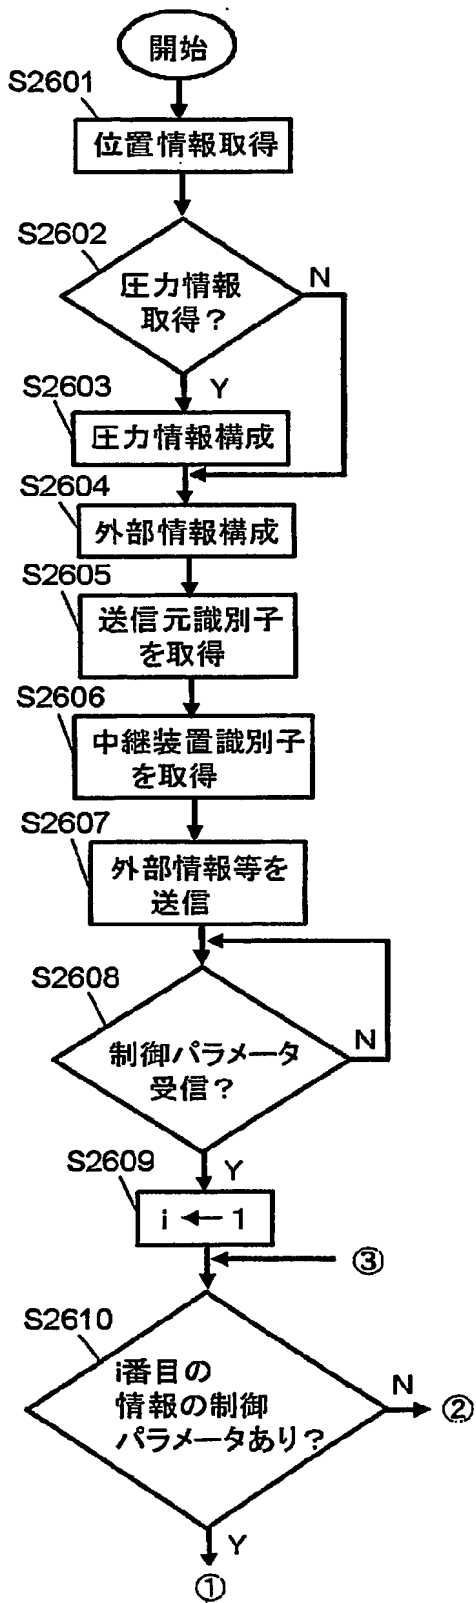 開始
S2601
位置情報取得
S2602
圧力情報
取得?
N
Y
S2603
圧力情報構成
S2604
外部情報構成
S2605
送信元識別子
を取得
S2606
中継装置識別子
を取得
S2607
外部情報等を
送信
S2608
制御パラメータ
受信?
N
Y
S2609
i ← 1
③
S2610
i番目の
情報の制御
パラメータあり?
N
②
Y
①